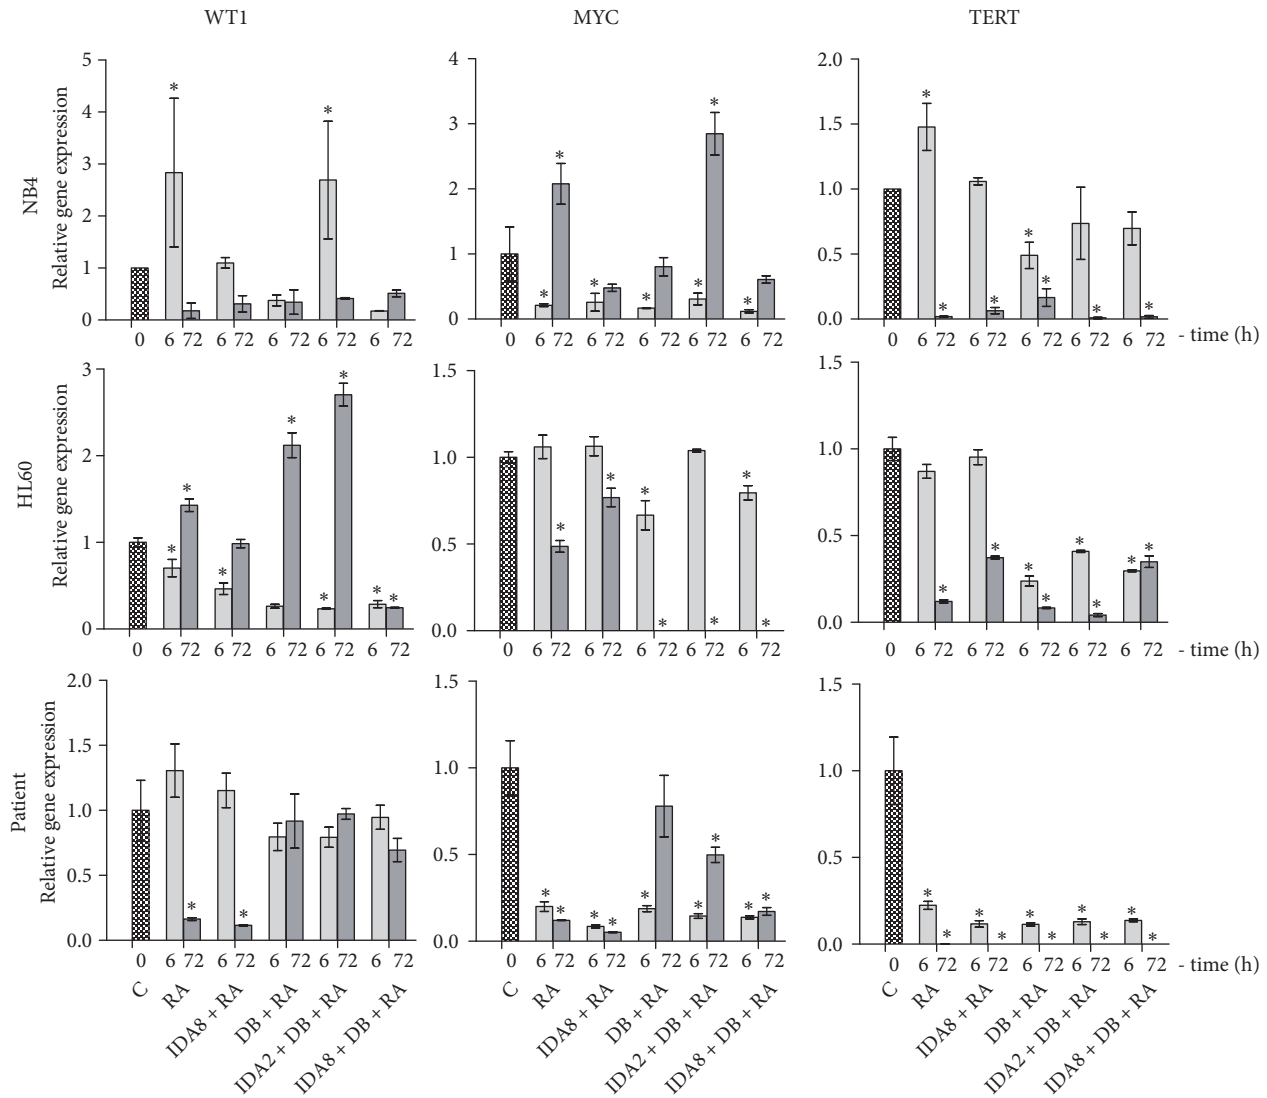 WT1 MYC TERT
NB4
Relative gene expression
5 4 3 2 1 0
*
*
0 6 72 6 72 6 72 6 72 6 72
4 3 2 1 0
* * * * * * *
0 6 72 6 72 6 72 6 72 6 72
2.0 1.5 1.0 0.5 0.0
* * * * * * *
0 6 72 6 72 6 72 6 72 6 72 - time (h)
HL60
Relative gene expression
3 2 1 0
* * * * * * * *
0 6 72 6 72 6 72 6 72 6 72
1.5 1.0 0.5 0.0
* * * * * * *
0 6 72 6 72 6 72 6 72 6 72
1.5 1.0 0.5 0.0
* * * * * * * *
0 6 72 6 72 6 72 6 72 6 72 - time (h)
Patient
Relative gene expression
2.0 1.5 1.0 0.5 0.0
* *
0 6 72 6 72 6 72 6 72 6 72
C
RA
IDA8 + RA
DB + RA
IDA2 + DB + RA
IDA8 + DB + RA
1.5 1.0 0.5 0.0
* * * * * * * * *
0 6 72 6 72 6 72 6 72 6 72
C
RA
IDA8 + RA
DB + RA
IDA2 + DB + RA
IDA8 + DB + RA
1.5 1.0 0.5 0.0
* * * * * * * * * *
0 6 72 6 72 6 72 6 72 6 72 - time (h)
C
RA
IDA8 + RA
DB + RA
IDA2 + DB + RA
IDA8 + DB + RA